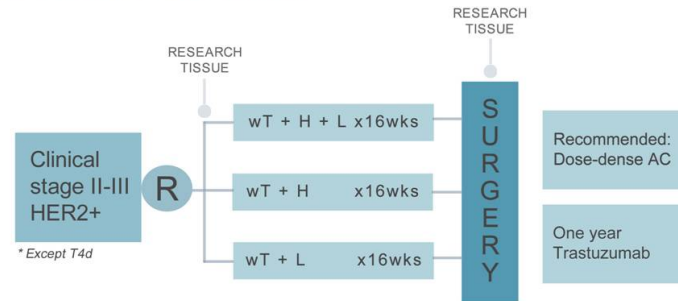 RESEARCH
TISSUE
RESEARCH
TISSUE
Clinical
stage II-III
HER2+
* Except T4d
R
wT + H + L x16wks
wT + H x16wks
wT + L x16wks
SURGERY
Recommended:
Dose-dense AC
One year
Trastuzumab